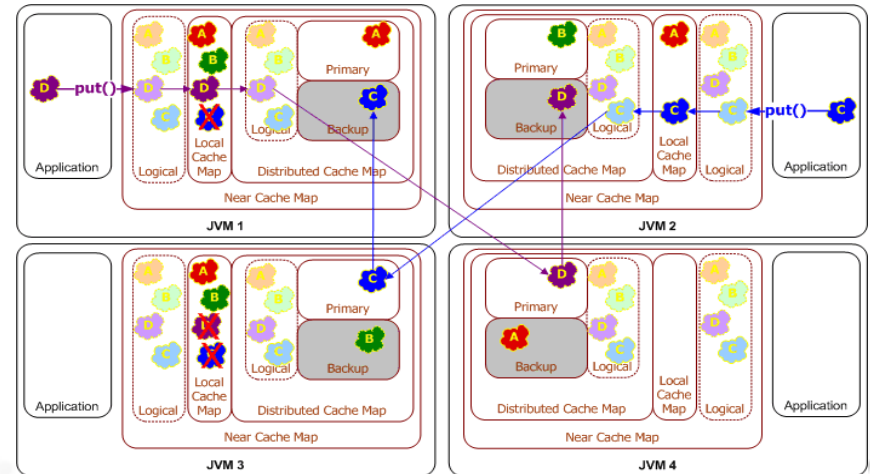 A
B
D
C
Logical
A
B
D
Local
Cache
Map
A
B
D
C
Logical
A
Primary
C
Backup
Distributed Cache Map
Near Cache Map
D
put()
Application
JVM 1
B
Primary
D
Backup
A
B
D
C
Logical
Distributed Cache Map
A
C
Local
Cache
Map
A
B
D
C
Logical
Near Cache Map
put()
C
Application
JVM 2
Application
A
B
D
C
Logical
A
B
Local
Cache
Map
A
B
D
C
Logical
C
Primary
B
Backup
Distributed Cache Map
Near Cache Map
JVM 3
D
Primary
A
Backup
A
B
D
C
Logical
Distributed Cache Map
Local
Cache
Map
A
B
D
C
Logical
Near Cache Map
Application
JVM 4